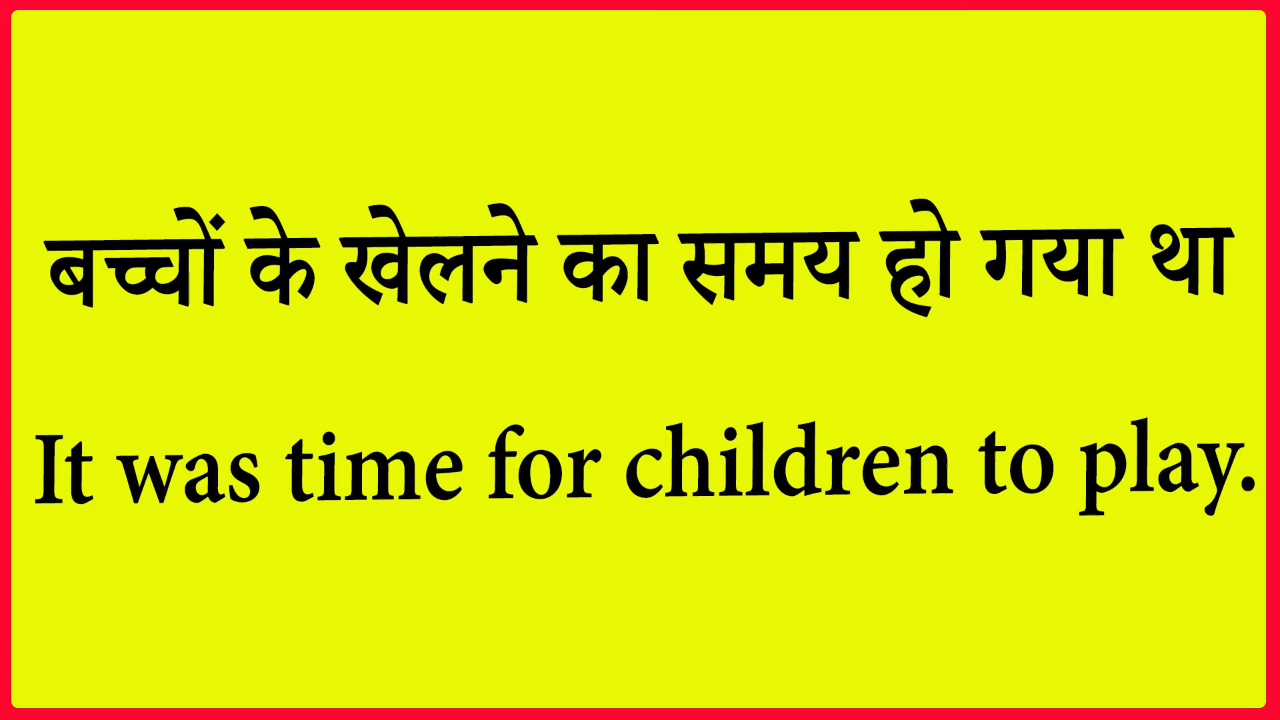 बच्चों के खेलने का समय हो गया था
It was time for children to play.